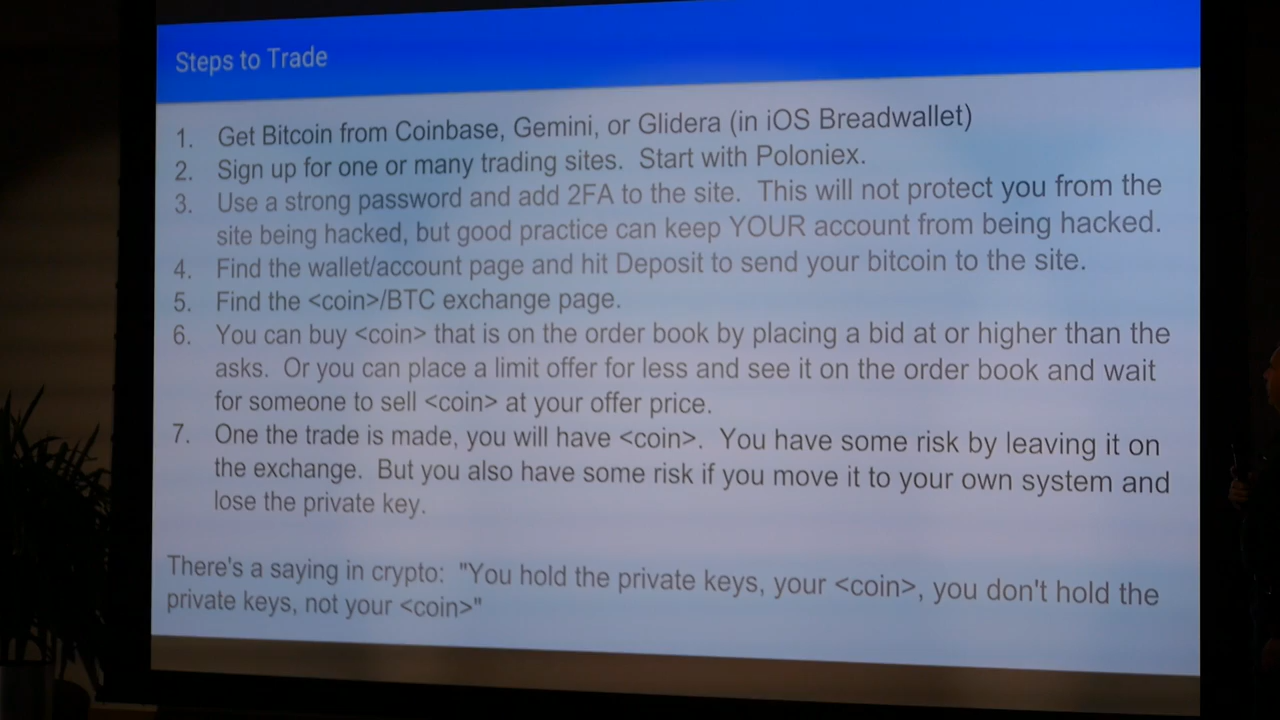 Steps to Trade
1. Get Bitcoin from Coinbase, Gemini, or Glidera (in iOS Breadwallet)
2. Sign up for one or many trading sites. Start with Poloniex.
3. Use a strong password and add 2FA to the site. This will not protect you from the
site being hacked, but good practice can keep YOUR account from being hacked.
4. Find the wallet/account page and hit Deposit to send your bitcoin to the site.
5. Find the <coin>/BTC exchange page.
6. You can buy <coin> that is on the order book by placing a bid at or higher than the
asks. Or you can place a limit offer for less and see it on the order book and wait
for someone to sell <coin> at your offer price.
7. One the trade is made, you will have <coin>. You have some risk by leaving it on
the exchange. But you also have some risk if you move it to your own system and
lose the private key.
There's a saying in crypto: "You hold the private keys, your <coin>, you don't hold the
private keys, not your <coin>"